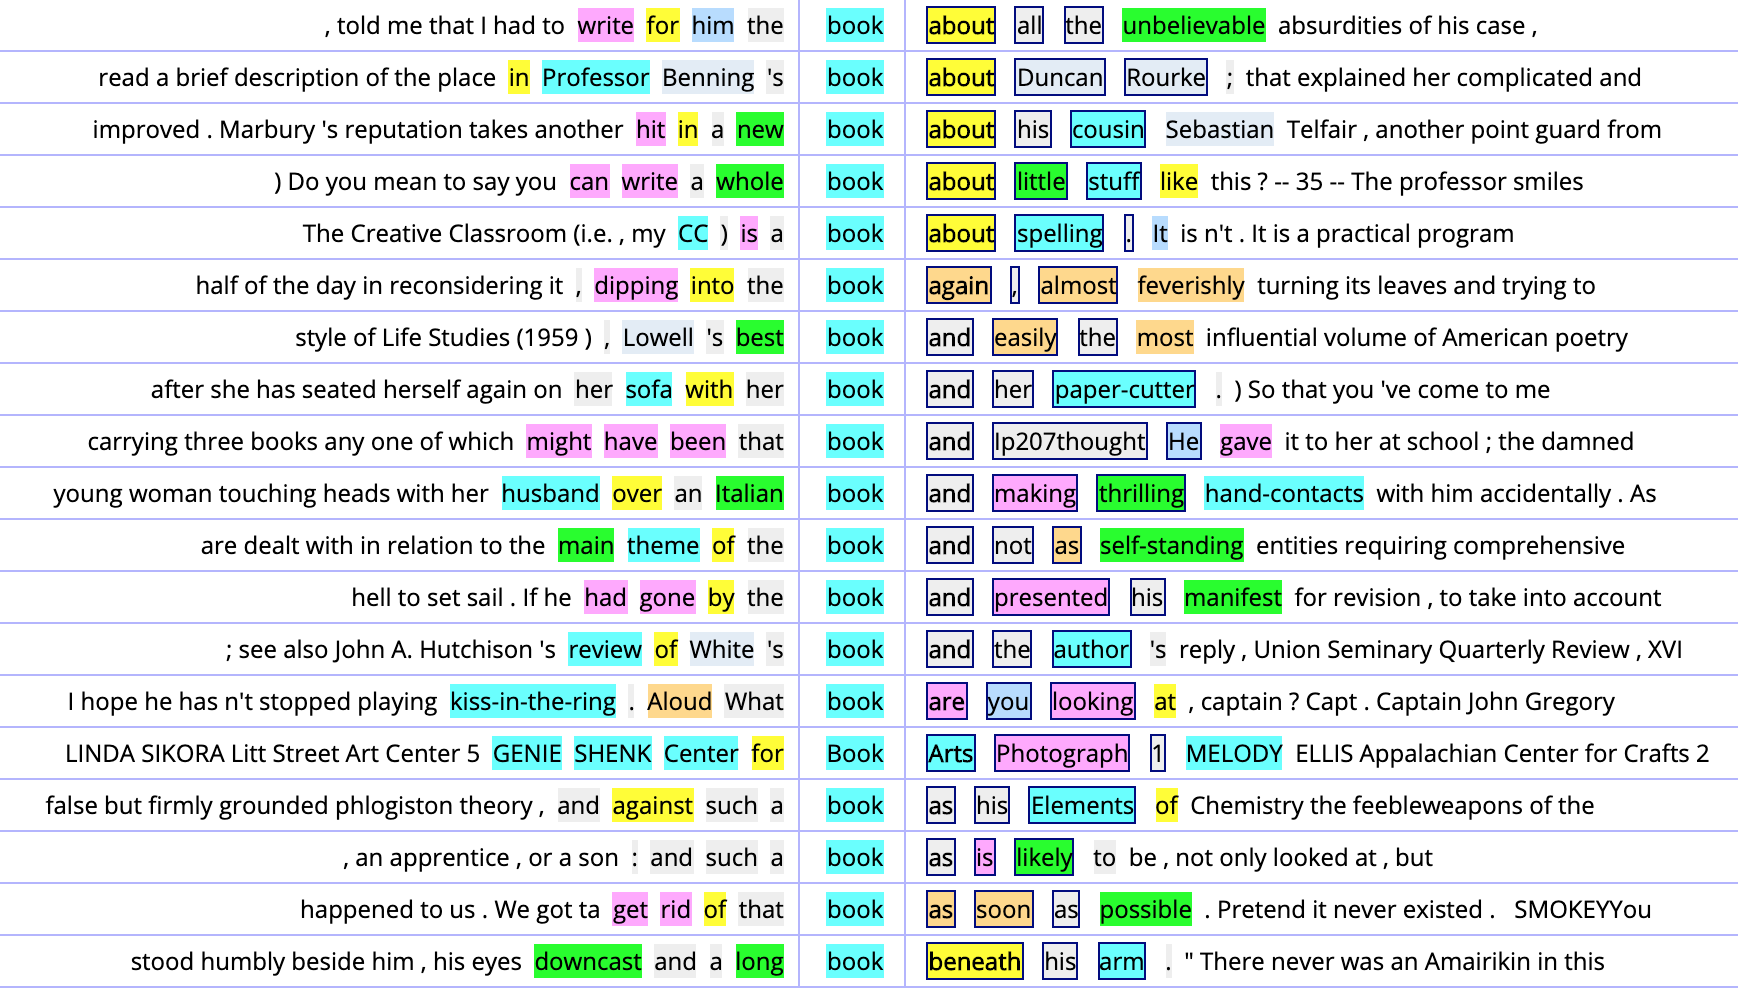 , told me that I had to write for him the book about all the unbelievable absurdities of his case ,
read a brief description of the place in Professor Benning 's book about Duncan Rourke ; that explained her complicated and
improved . Marbury 's reputation takes another hit in a new book about his cousin Sebastian Telfair , another point guard from
) Do you mean to say you can write a whole book about little stuff like this ? -- 35 -- The professor smiles
The Creative Classroom (i.e. , my CC ) is a book about spelling . It is n't . It is a practical program
half of the day in reconsidering it , dipping into the book again , almost feverishly turning its leaves and trying to
style of Life Studies (1959 ) , Lowell 's best book and easily the most influential volume of American poetry
after she has seated herself again on her sofa with her book and her paper-cutter . ) So that you 've come to me
carrying three books any one of which might have been that book and Ip207thought He gave it to her at school ; the damned
young woman touching heads with her husband over an Italian book and making thrilling hand-contacts with him accidentally . As
are dealt with in relation to the main theme of the book and not as self-standing entities requiring comprehensive
hell to set sail . If he had gone by the book and presented his manifest for revision , to take into account
; see also John A. Hutchison 's review of White 's book and the author 's reply , Union Seminary Quarterly Review , XVI
I hope he has n't stopped playing kiss-in-the-ring . Aloud What book are you looking at , captain ? Capt . Captain John Gregory
LINDA SIKORA Litt Street Art Center 5 GENIE SHENK Center for Book Arts Photograph 1 MELODY ELLIS Appalachian Center for Crafts 2
false but firmly grounded phlogiston theory , and against such a book as his Elements of Chemistry the feebleweapons of the
, an apprentice , or a son : and such a book as is likely to be , not only looked at , but
happened to us . We got ta get rid of that book as soon as possible . Pretend it never existed . SMOKEYYou
stood humbly beside him , his eyes downcast and a long book beneath his arm . " There never was an Amairikin in this